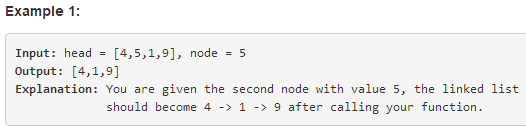 Example 1:
Input: head = [4,5,1,9], node = 5
Output: [4,1,9]
Explanation: You are given the second node with value 5, the linked list
should become 4 -> 1 -> 9 after calling your function.